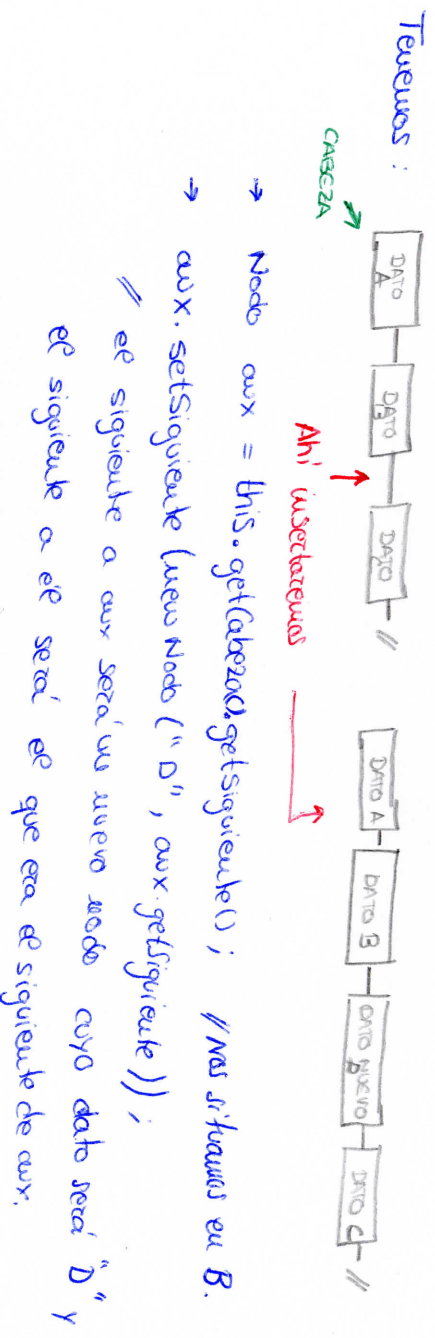 Tenemos :
DATO A
DATO B
DATO C
//
DATO A
DATO B
DATO NUEVO D
DATO C
//
CABEZA
Ahí insertaremos
→ Nodo aux = this.getCabeza().getSiguiente(); // Nos situamos en B.
→ aux.setSiguiente (new Nodo ("D", aux.getSiguiente));
// el siguiente a aux será un nuevo nodo cuyo dato será "D" y
el siguiente a él será el que era el siguiente de aux.